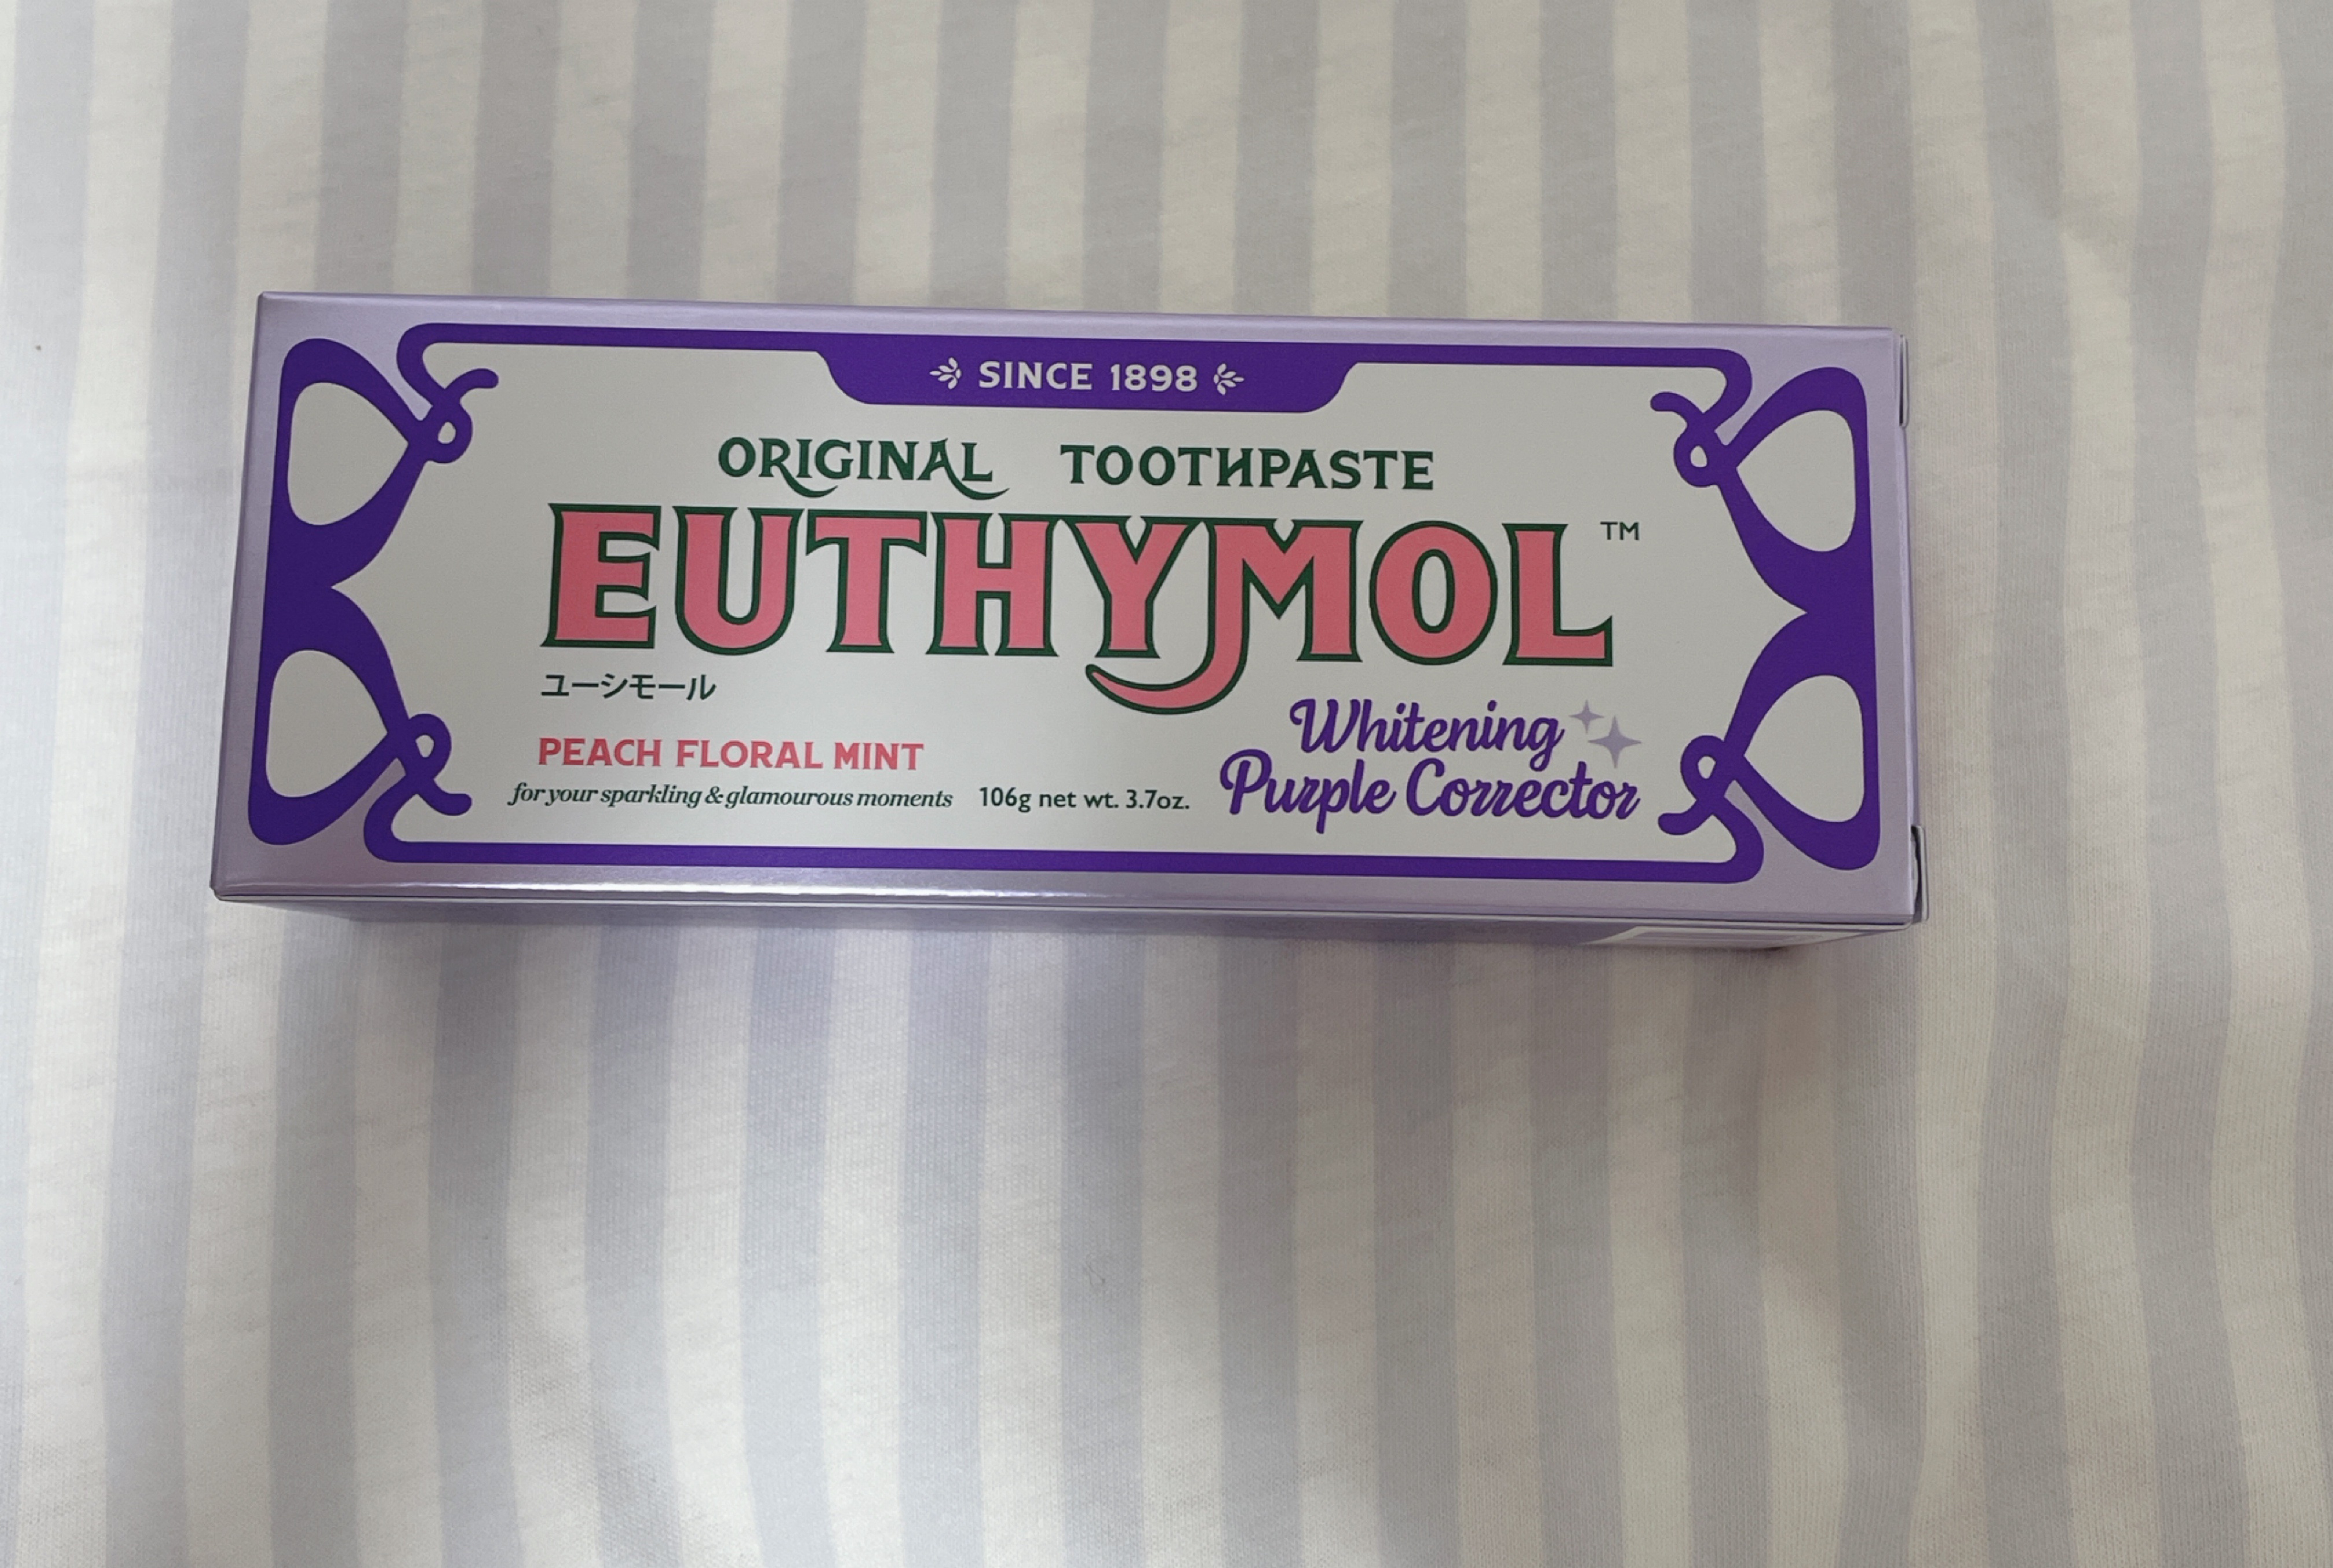 SINCE 1898
ORIGINAL TOOTHPASTE
EUTHYMOL™
ユーシモール
PEACH FLORAL MINT
for your sparkling & glamourous moments
106g net wt. 3.7oz.
Whitening
Purple Corrector